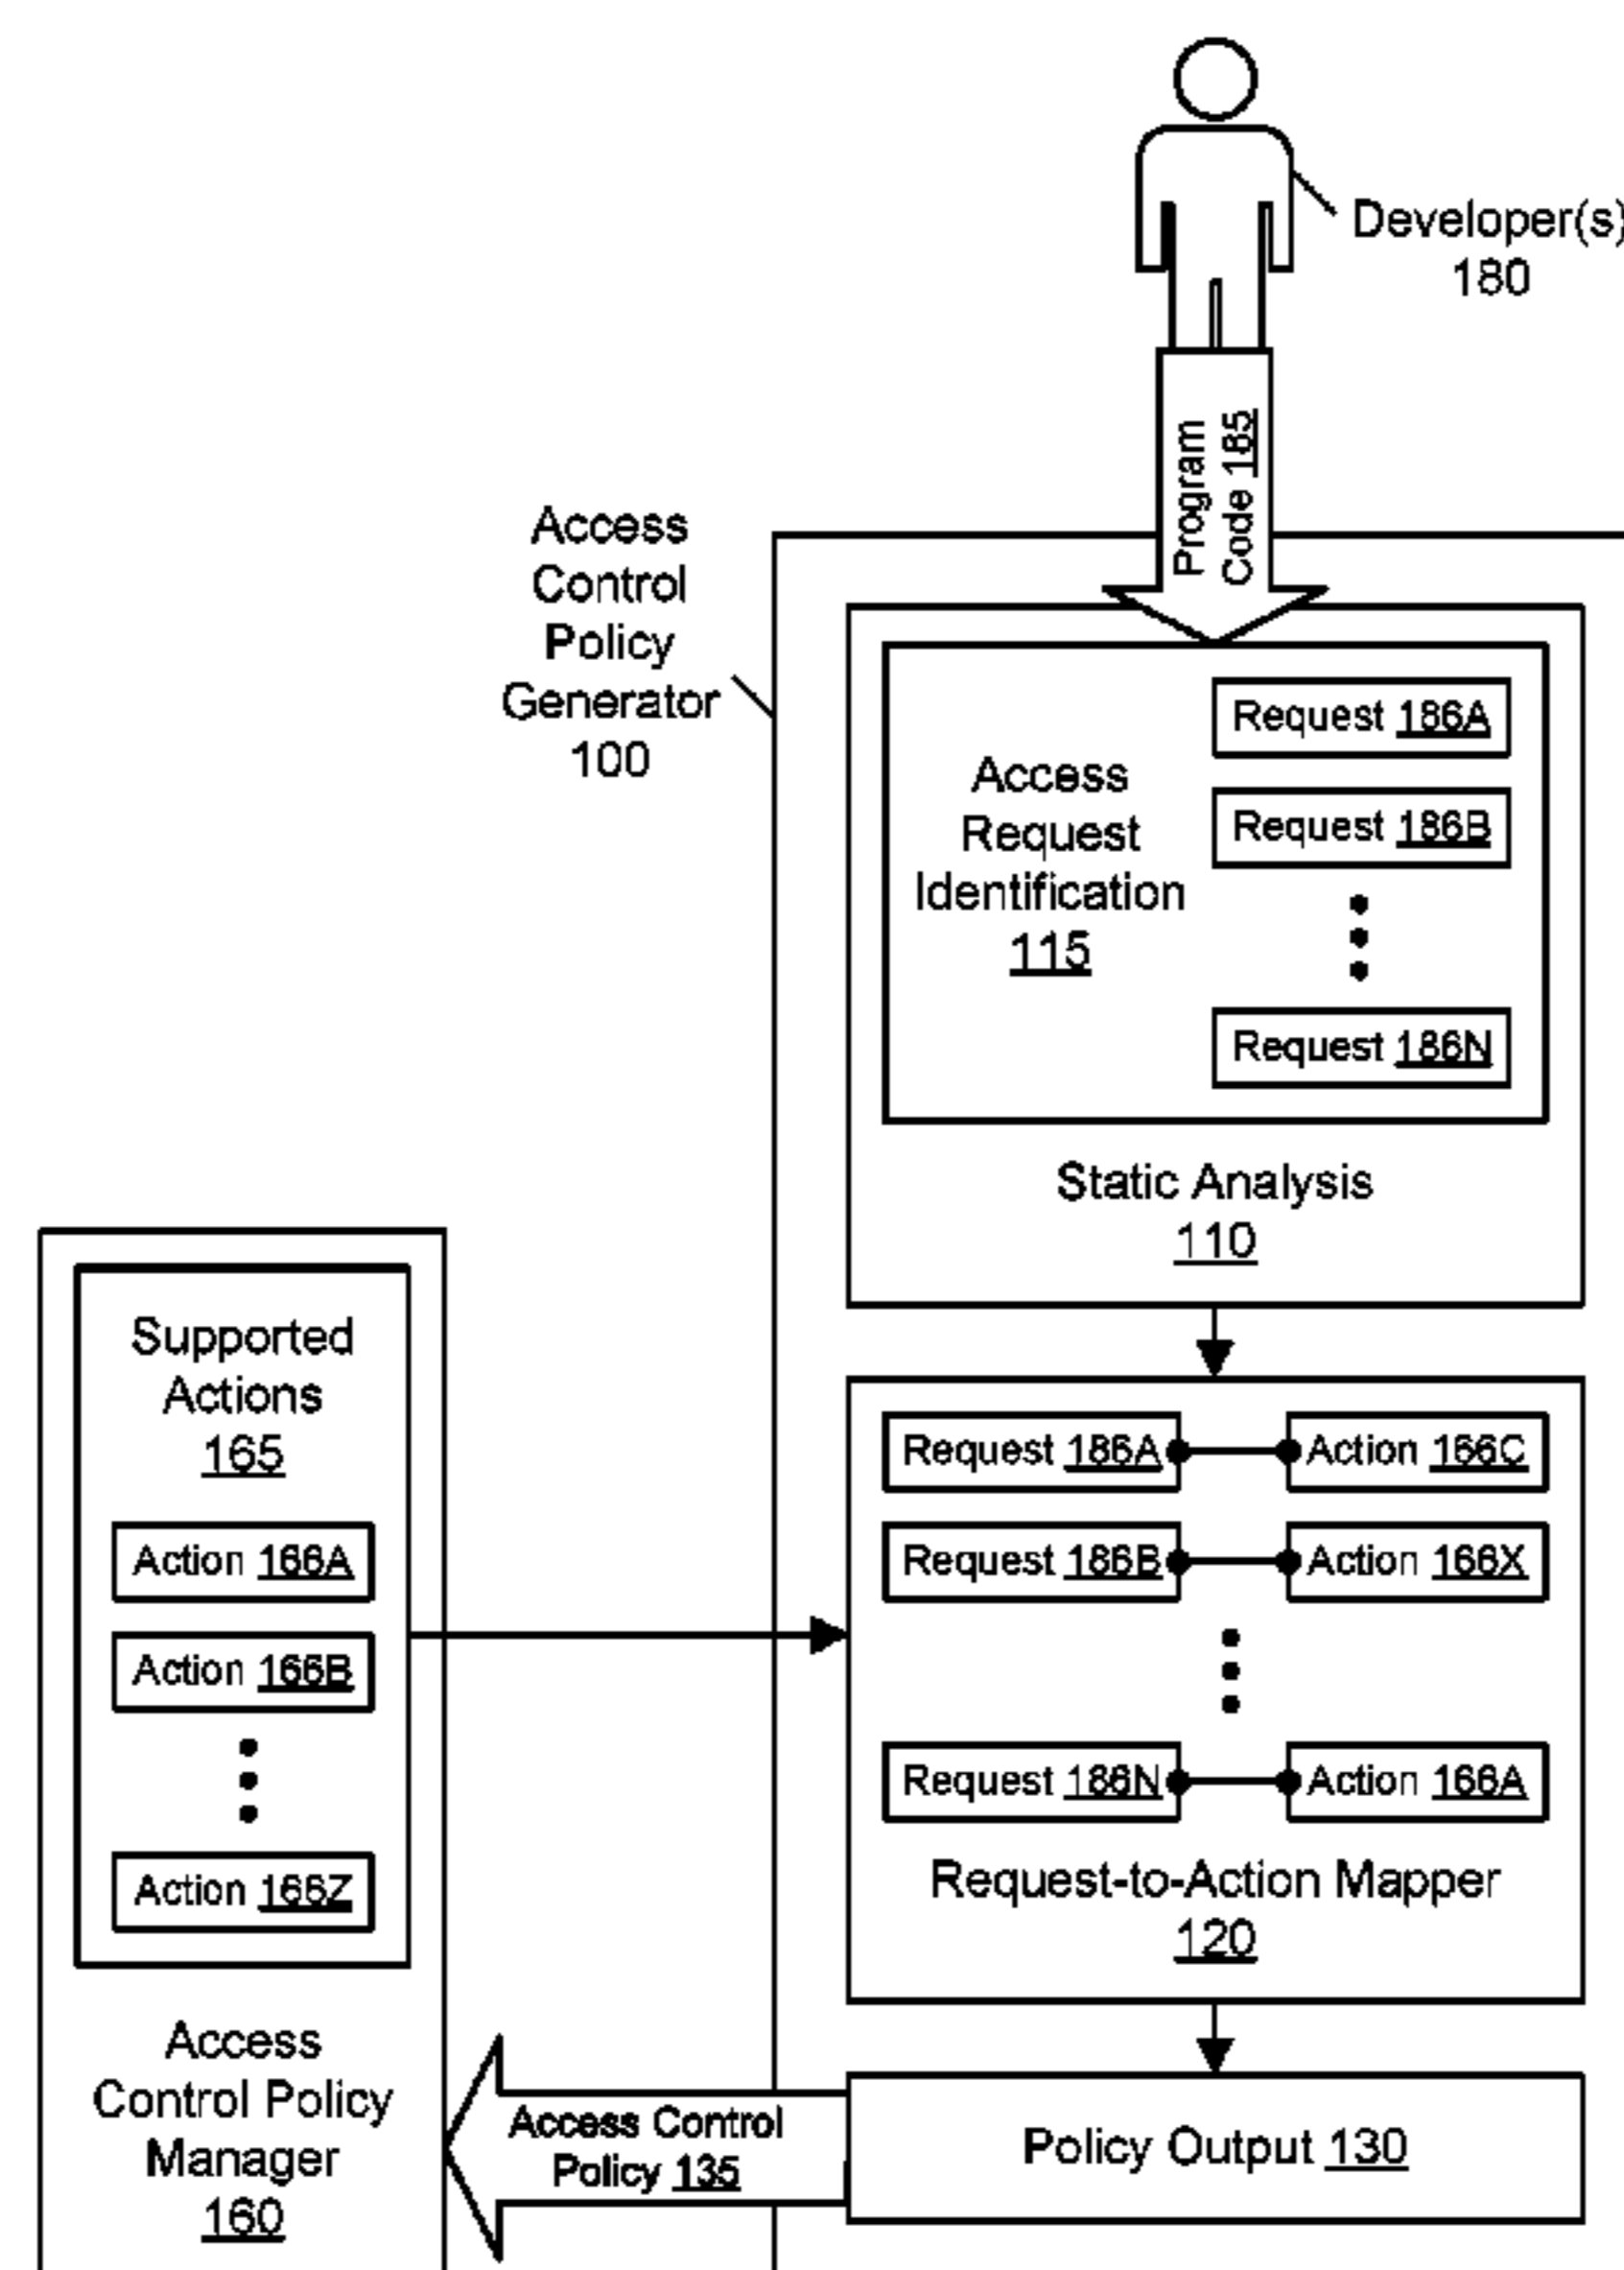 Developer(s)
180
Program
Code 185
Access
Control
Policy
Generator
100
Request 186A
Access
Request
Identification
115
Request 186B
Request 186N
Static Analysis
110
Supported
Actions
165
Action 166A
Action 166B
Action 166Z
Access
Control Policy
Manager
160
Request 186A
Action 166C
Request 186B
Action 166X
Request 186N
Action 166A
Request-to-Action Mapper
120
Access Control
Policy 135
Policy Output 130